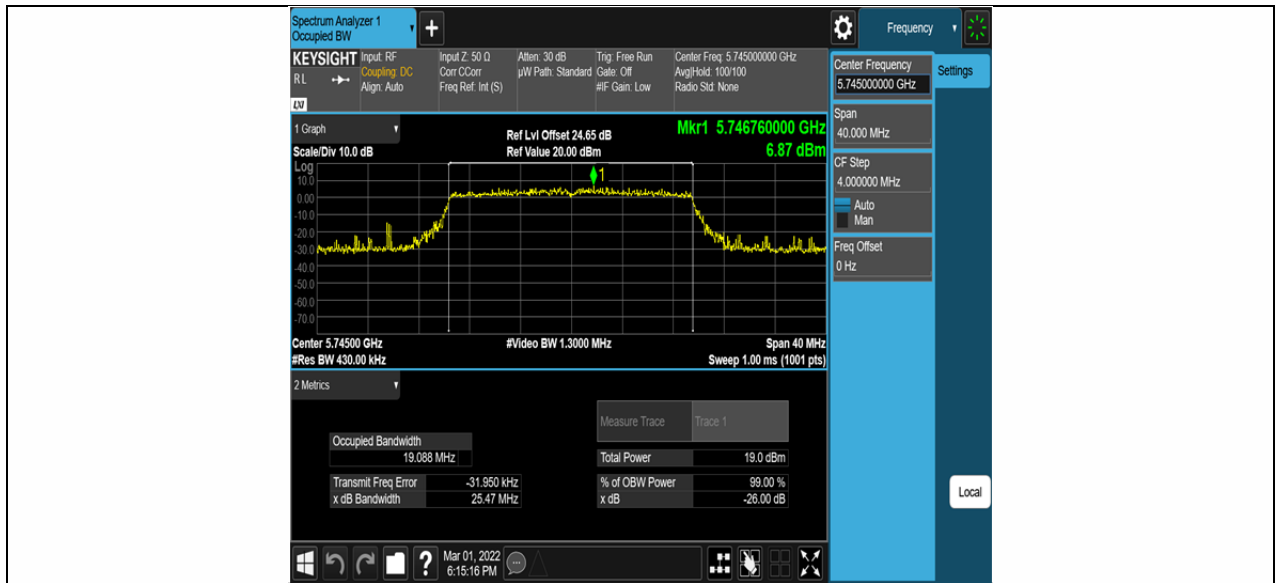 Spectrum Analyzer 1
Occupied BW
+
Frequency
KEYSIGHT
RL
LXI
Input: RF
Coupling: DC
Align: Auto
Input Z: 50 Ω
Corr CCorr
Freq Ref: Int (S)
Atten: 30 dB
µW Path: Standard
Trig: Free Run
Gate: Off
#IF Gain: Low
Center Freq: 5.745000000 GHz
Avg|Hold: 100/100
Radio Std: None
Center Frequency
5.745000000 GHz
Settings
Span
40.000 MHz
CF Step
4.000000 MHz
Auto
Man
Freq Offset
0 Hz
Local
1 Graph
Scale/Div 10.0 dB
Ref Lvl Offset 24.65 dB
Ref Value 20.00 dBm
Mkr1 5.746760000 GHz
6.87 dBm
Log
1
10.0
0.00
-10.0
-20.0
-30.0
-40.0
-50.0
-60.0
-70.0
Center 5.74500 GHz
#Video BW 1.3000 MHz
Span 40 MHz
#Res BW 430.00 kHz
Sweep 1.00 ms (1001 pts)
2 Metrics
Measure Trace Trace 1
Occupied Bandwidth
19.088 MHz
Total Power 19.0 dBm
Transmit Freq Error -31.950 kHz
% of OBW Power 99.00 %
x dB Bandwidth 25.47 MHz
x dB -26.00 dB
?
Mar 01, 2022
6:15:16 PM